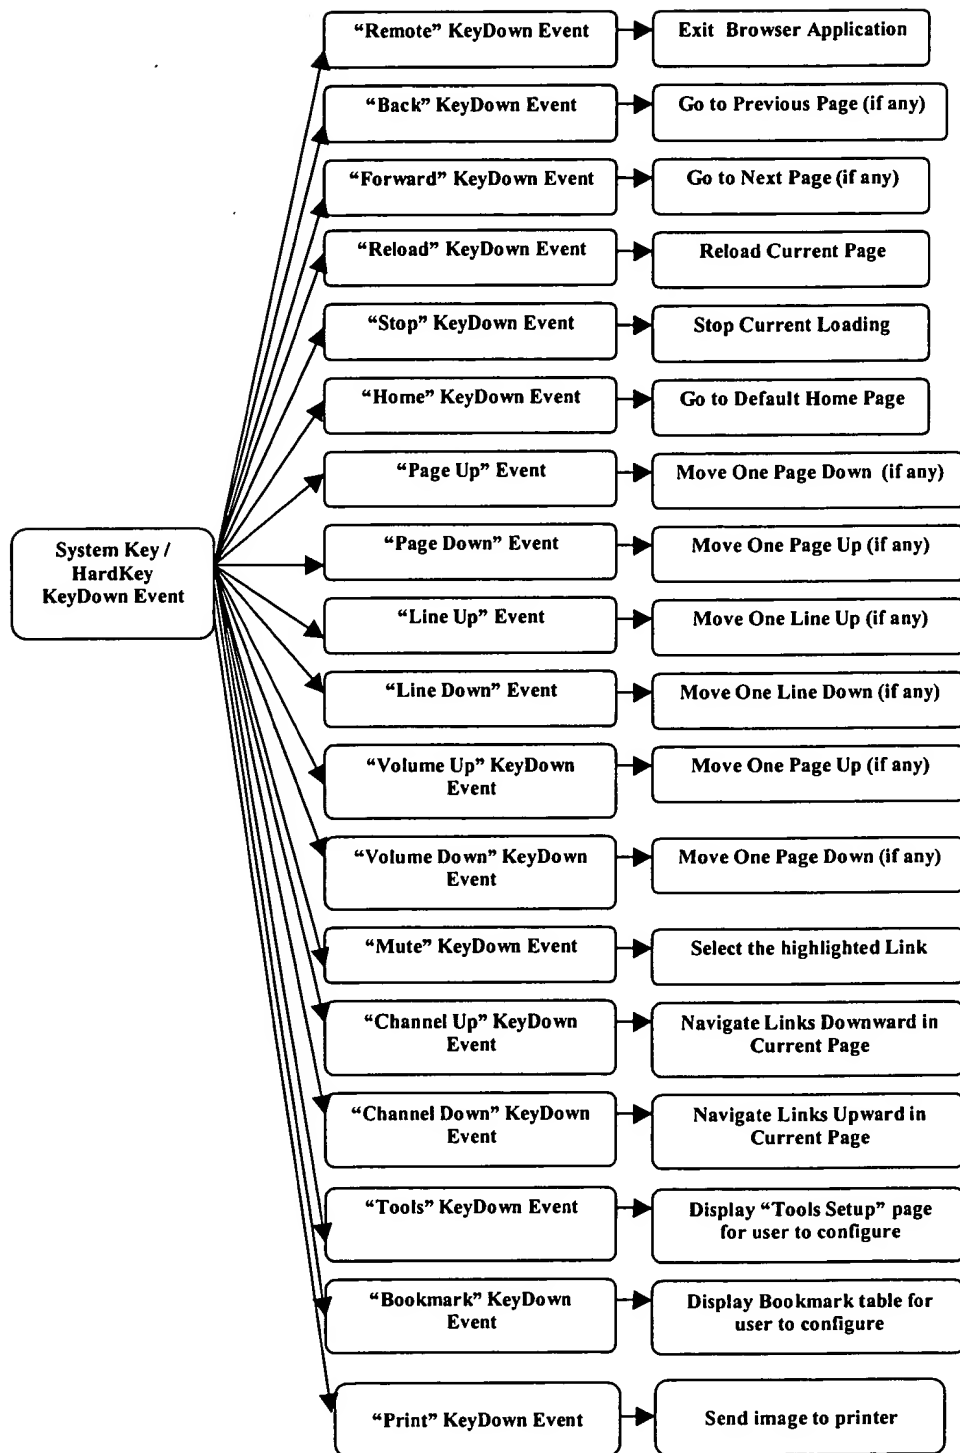 “Remote” KeyDown Event
Exit Browser Application
“Back” KeyDown Event
Go to Previous Page (if any)
“Forward” KeyDown Event
Go to Next Page (if any)
“Reload” KeyDown Event
Reload Current Page
“Stop” KeyDown Event
Stop Current Loading
“Home” KeyDown Event
Go to Default Home Page
“Page Up” Event
Move One Page Down (if any)
System Key /
HardKey
KeyDown Event
“Page Down” Event
Move One Page Up (if any)
“Line Up” Event
Move One Line Up (if any)
“Line Down” Event
Move One Line Down (if any)
“Volume Up” KeyDown
Event
Move One Page Up (if any)
“Volume Down” KeyDown
Event
Move One Page Down (if any)
“Mute” KeyDown Event
Select the highlighted Link
“Channel Up” KeyDown
Event
Navigate Links Downward in
Current Page
“Channel Down” KeyDown
Event
Navigate Links Upward in
Current Page
“Tools” KeyDown Event
Display “Tools Setup” page
for user to configure
“Bookmark” KeyDown
Event
Display Bookmark table for
user to configure
“Print” KeyDown Event
Send image to printer